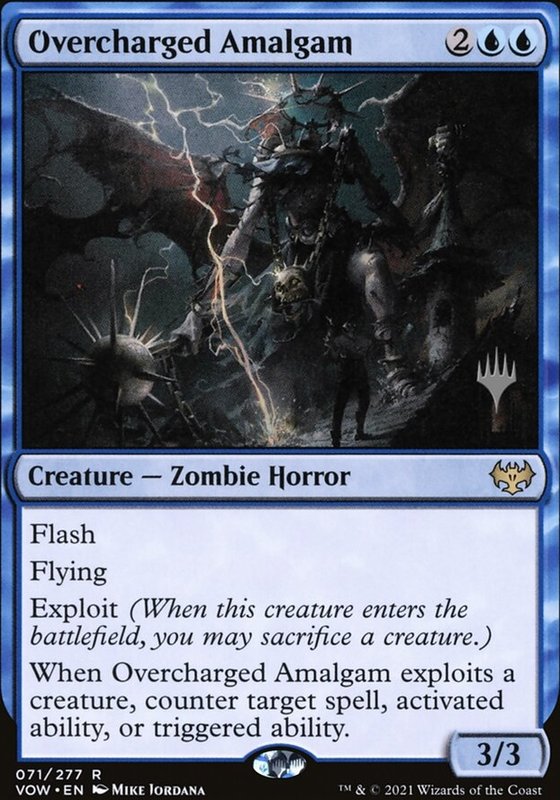 Overcharged Amalgam 2
Creature — Zombie Horror
Flash
Flying
Exploit (When this creature enters the
battlefield, you may sacrifice a creature.)
When Overcharged Amalgam exploits a
creature, counter target spell, activated
ability, or triggered ability.
3/3
071/277 R
VOW • EN Mike Jordana
™ & © 2021 Wizards of the Coast